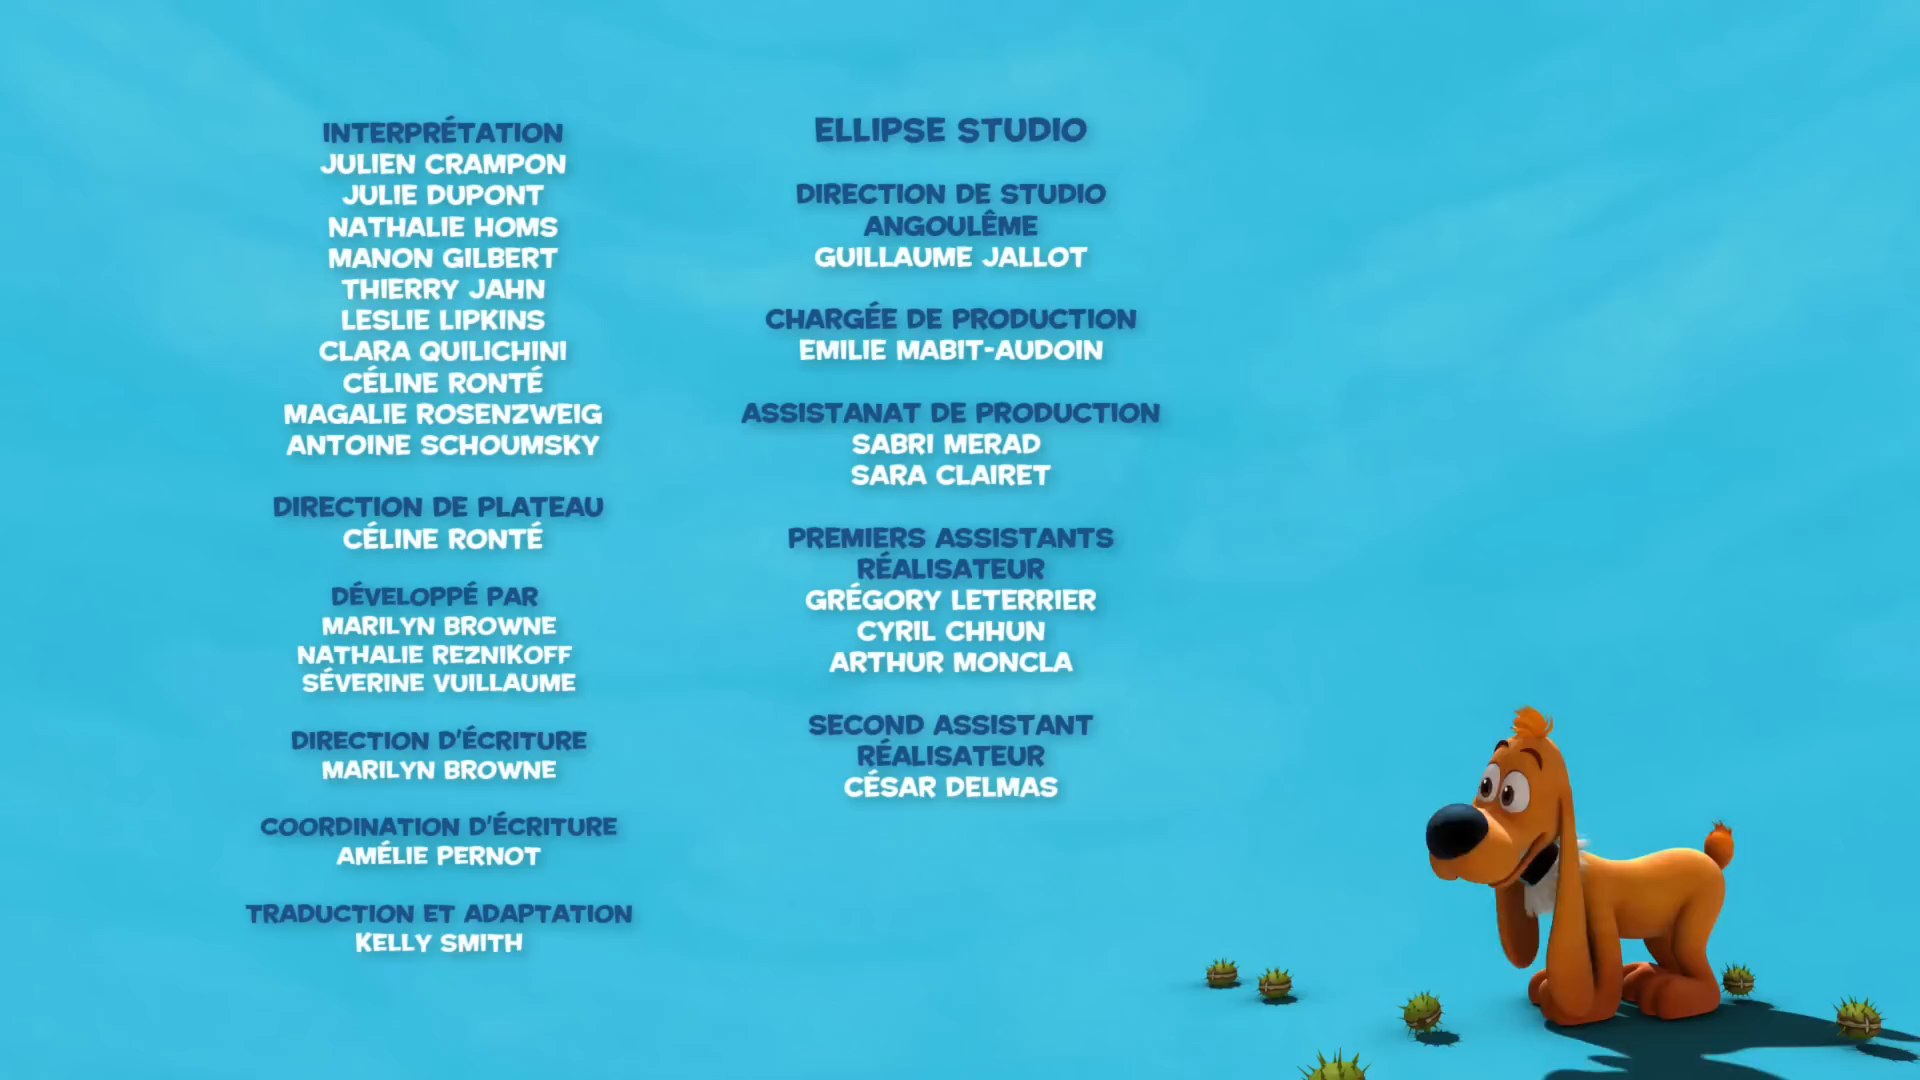 INTERPRÉTATION
JULIEN CRAMPON
JULIE DUPONT
NATHALIE HOMS
MANON GILBERT
THIERRY JAHN
LESLIE LIPKINS
CLARA QUILICHINI
CÉLINE RONTÉ
MAGALIE ROSENZWEIG
ANTOINE SCHOUMSKY
DIRECTION DE PLATEAU
CÉLINE RONTÉ
DÉVELOPPÉ PAR
MARILYN BROWNE
NATHALIE REZNIKOFF
SÉVERINE VUILLAUME
DIRECTION D'ÉCRITURE
MARILYN BROWNE
COORDINATION D'ÉCRITURE
AMÉLIE PERNOT
TRADUCTION ET ADAPTATION
KELLY SMITH
ELLIPSE STUDIO
DIRECTION DE STUDIO
ANGOULÊME
GUILLAUME JALLOT
CHARGÉE DE PRODUCTION
EMILIE MABIT-AUDOIN
ASSISTANAT DE PRODUCTION
SABRI MERAD
SARA CLAIRET
PREMIERS ASSISTANTS
RÉALISATEUR
GRÉGORY LETERRIER
CYRIL CHHUN
ARTHUR MONCLA
SECOND ASSISTANT
RÉALISATEUR
CÉSAR DELMAS